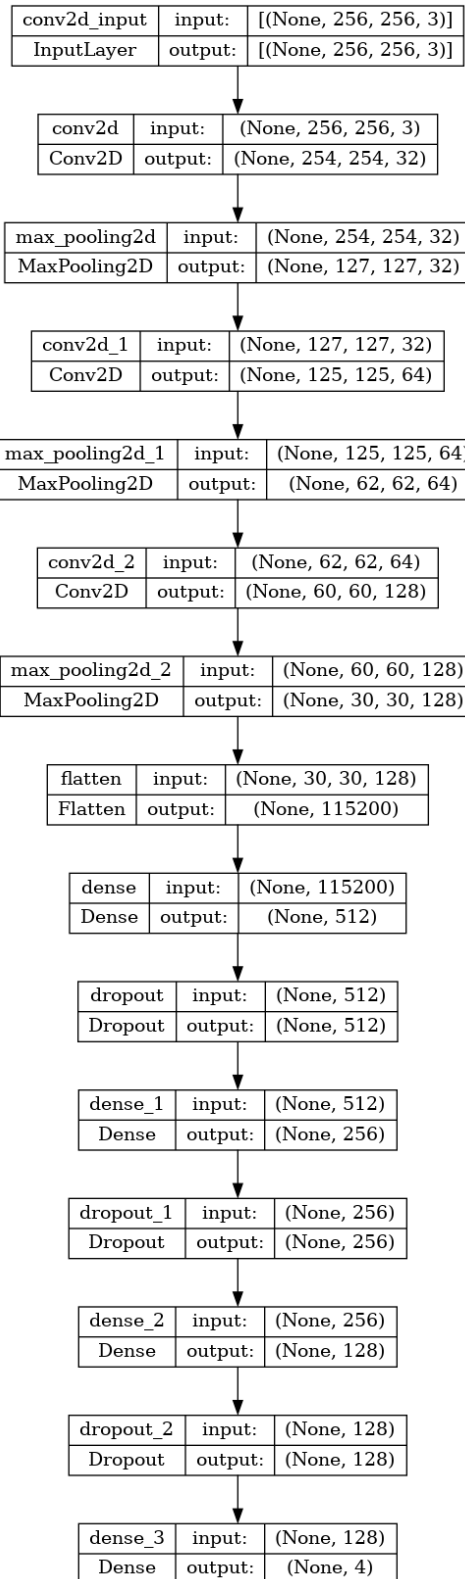 conv2d_input input: [(None, 256, 256, 3)]
InputLayer output: [(None, 256, 256, 3)]
conv2d input: (None, 256, 256, 3)
Conv2D output: (None, 254, 254, 32)
max_pooling2d input: (None, 254, 254, 32)
MaxPooling2D output: (None, 127, 127, 32)
conv2d_1 input: (None, 127, 127, 32)
Conv2D output: (None, 125, 125, 64)
max_pooling2d_1 input: (None, 125, 125, 64)
MaxPooling2D output: (None, 62, 62, 64)
conv2d_2 input: (None, 62, 62, 64)
Conv2D output: (None, 60, 60, 128)
max_pooling2d_2 input: (None, 60, 60, 128)
MaxPooling2D output: (None, 30, 30, 128)
flatten input: (None, 30, 30, 128)
Flatten output: (None, 115200)
dense input: (None, 115200)
Dense output: (None, 512)
dropout input: (None, 512)
Dropout output: (None, 512)
dense_1 input: (None, 512)
Dense output: (None, 256)
dropout_1 input: (None, 256)
Dropout output: (None, 256)
dense_2 input: (None, 256)
Dense output: (None, 128)
dropout_2 input: (None, 128)
Dropout output: (None, 128)
dense_3 input: (None, 128)
Dense output: (None, 4)